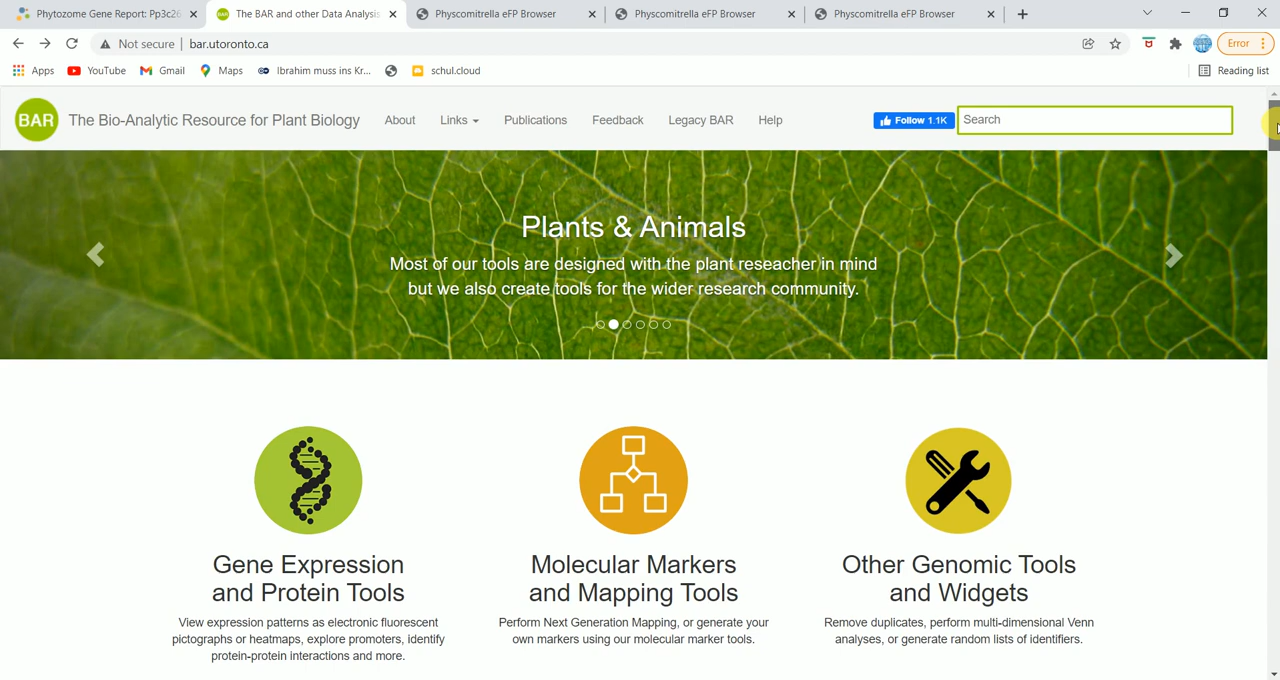 Phytozome Gene Report: Pp3c26
The BAR and other Data Analysis
Physcomitrella eFP Browser
Physcomitrella eFP Browser
Physcomitrella eFP Browser
Not secure | bar.utoronto.ca
Error
Apps
YouTube
Gmail
Maps
Ibrahim muss ins Kr...
schul.cloud
Reading list
BAR
The Bio-Analytic Resource for Plant Biology
About
Links
Publications
Feedback
Legacy BAR
Help
Follow 1.1K
Search
Plants & Animals
Most of our tools are designed with the plant reseacher in mind
but we also create tools for the wider research community.
Gene Expression
and Protein Tools
View expression patterns as electronic fluorescent
pictographs or heatmaps, explore promoters, identify
protein-protein interactions and more.
Molecular Markers
and Mapping Tools
Perform Next Generation Mapping, or generate your
own markers using our molecular marker tools.
Other Genomic Tools
and Widgets
Remove duplicates, perform multi-dimensional Venn
analyses, or generate random lists of identifiers.